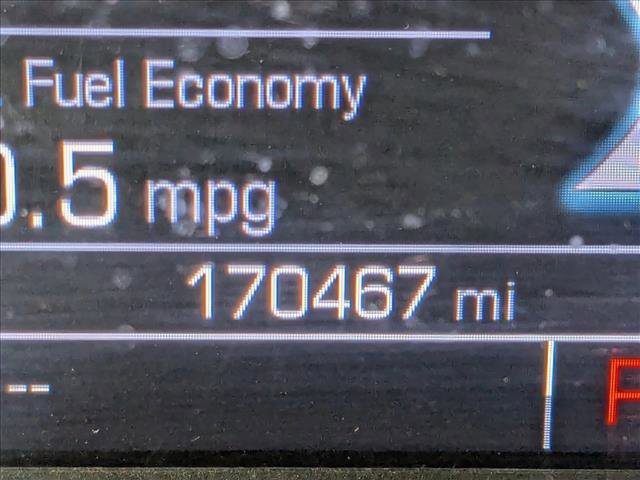 Fuel Economy
.5 mpg
170467 mi
--